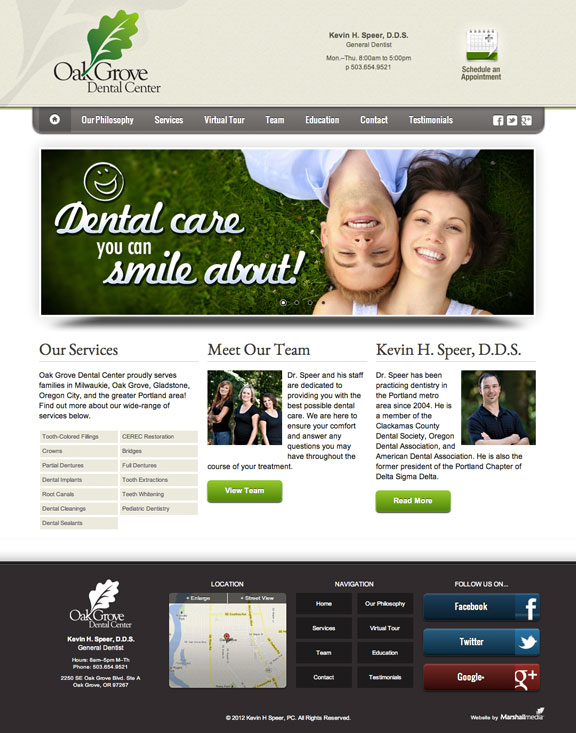 Oak Grove
Dental Center
Kevin H. Speer, D.D.S.
General Dentist
Mon.–Thu. 8:00am to 5:00pm
p 503.654.9521
Schedule an
Appointment
Our Philosophy Services Virtual Tour Team Education Contact Testimonials
Dental care
you can
smile about!
Our Services
Oak Grove Dental Center proudly serves
families in Milwaukie, Oak Grove, Gladstone,
Oregon City, and the greater Portland area!
Find out more about our wide-range of
services below.
Tooth-Colored Fillings CEREC Restoration
Crowns Bridges
Partial Dentures Full Dentures
Dental Implants Tooth Extractions
Root Canals Teeth Whitening
Dental Cleanings Pediatric Dentistry
Dental Sealants
Meet Our Team
Dr. Speer and his staff
are dedicated to
providing you with the
best possible dental
care. We are here to
ensure your comfort
and answer any
questions you may
have throughout the
course of your treatment.
View Team
Kevin H. Speer, D.D.S.
Dr. Speer has been
practicing dentistry in
the Portland metro
area since 2004. He is
a member of the
Clackamas County
Dental Society, Oregon
Dental Association, and
American Dental Association. He is also the
former president of the Portland Chapter of
Delta Sigma Delta.
Read More
Oak Grove
Dental Center
Kevin H. Speer, D.D.S.
General Dentist
Hours: 8am–5pm M–Th
Phone: 503.654.9521
2250 SE Oak Grove Blvd. Ste A
Oak Grove, OR 97267
LOCATION
+ Enlarge + Street View
NAVIGATION
Home Our Philosophy
Services Virtual Tour
Team Education
Contact Testimonials
FOLLOW US ON...
Facebook
Twitter
Google+
© 2012 Kevin H Speer, PC. All Rights Reserved.
Website by Marshallmedia